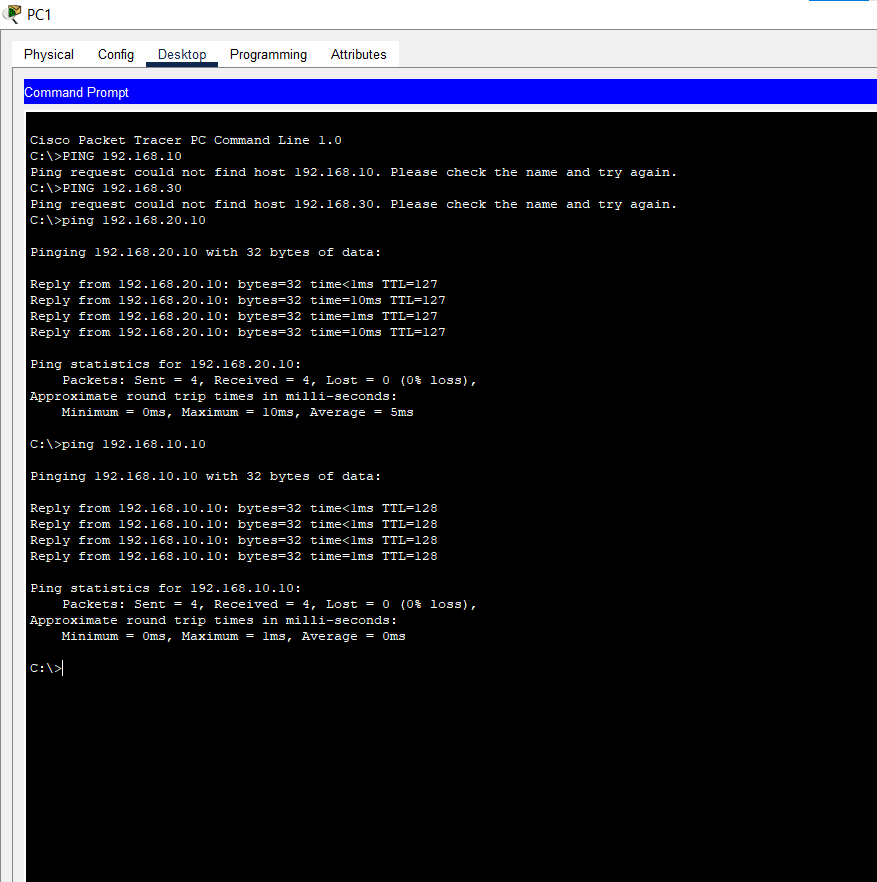 PC1
Physical Config Desktop Programming Attributes
Command Prompt
Cisco Packet Tracer PC Command Line 1.0
C:\>PING 192.168.10
Ping request could not find host 192.168.10. Please check the name and try again.
C:\>PING 192.168.30
Ping request could not find host 192.168.30. Please check the name and try again.
C:\>ping 192.168.20.10

Pinging 192.168.20.10 with 32 bytes of data:

Reply from 192.168.20.10: bytes=32 time<1ms TTL=127
Reply from 192.168.20.10: bytes=32 time=10ms TTL=127
Reply from 192.168.20.10: bytes=32 time=1ms TTL=127
Reply from 192.168.20.10: bytes=32 time=10ms TTL=127

Ping statistics for 192.168.20.10:
    Packets: Sent = 4, Received = 4, Lost = 0 (0% loss),
Approximate round trip times in milli-seconds:
    Minimum = 0ms, Maximum = 10ms, Average = 5ms

C:\>ping 192.168.10.10

Pinging 192.168.10.10 with 32 bytes of data:

Reply from 192.168.10.10: bytes=32 time<1ms TTL=128
Reply from 192.168.10.10: bytes=32 time<1ms TTL=128
Reply from 192.168.10.10: bytes=32 time<1ms TTL=128
Reply from 192.168.10.10: bytes=32 time=1ms TTL=128

Ping statistics for 192.168.10.10:
    Packets: Sent = 4, Received = 4, Lost = 0 (0% loss),
Approximate round trip times in milli-seconds:
    Minimum = 0ms, Maximum = 1ms, Average = 0ms

C:\>